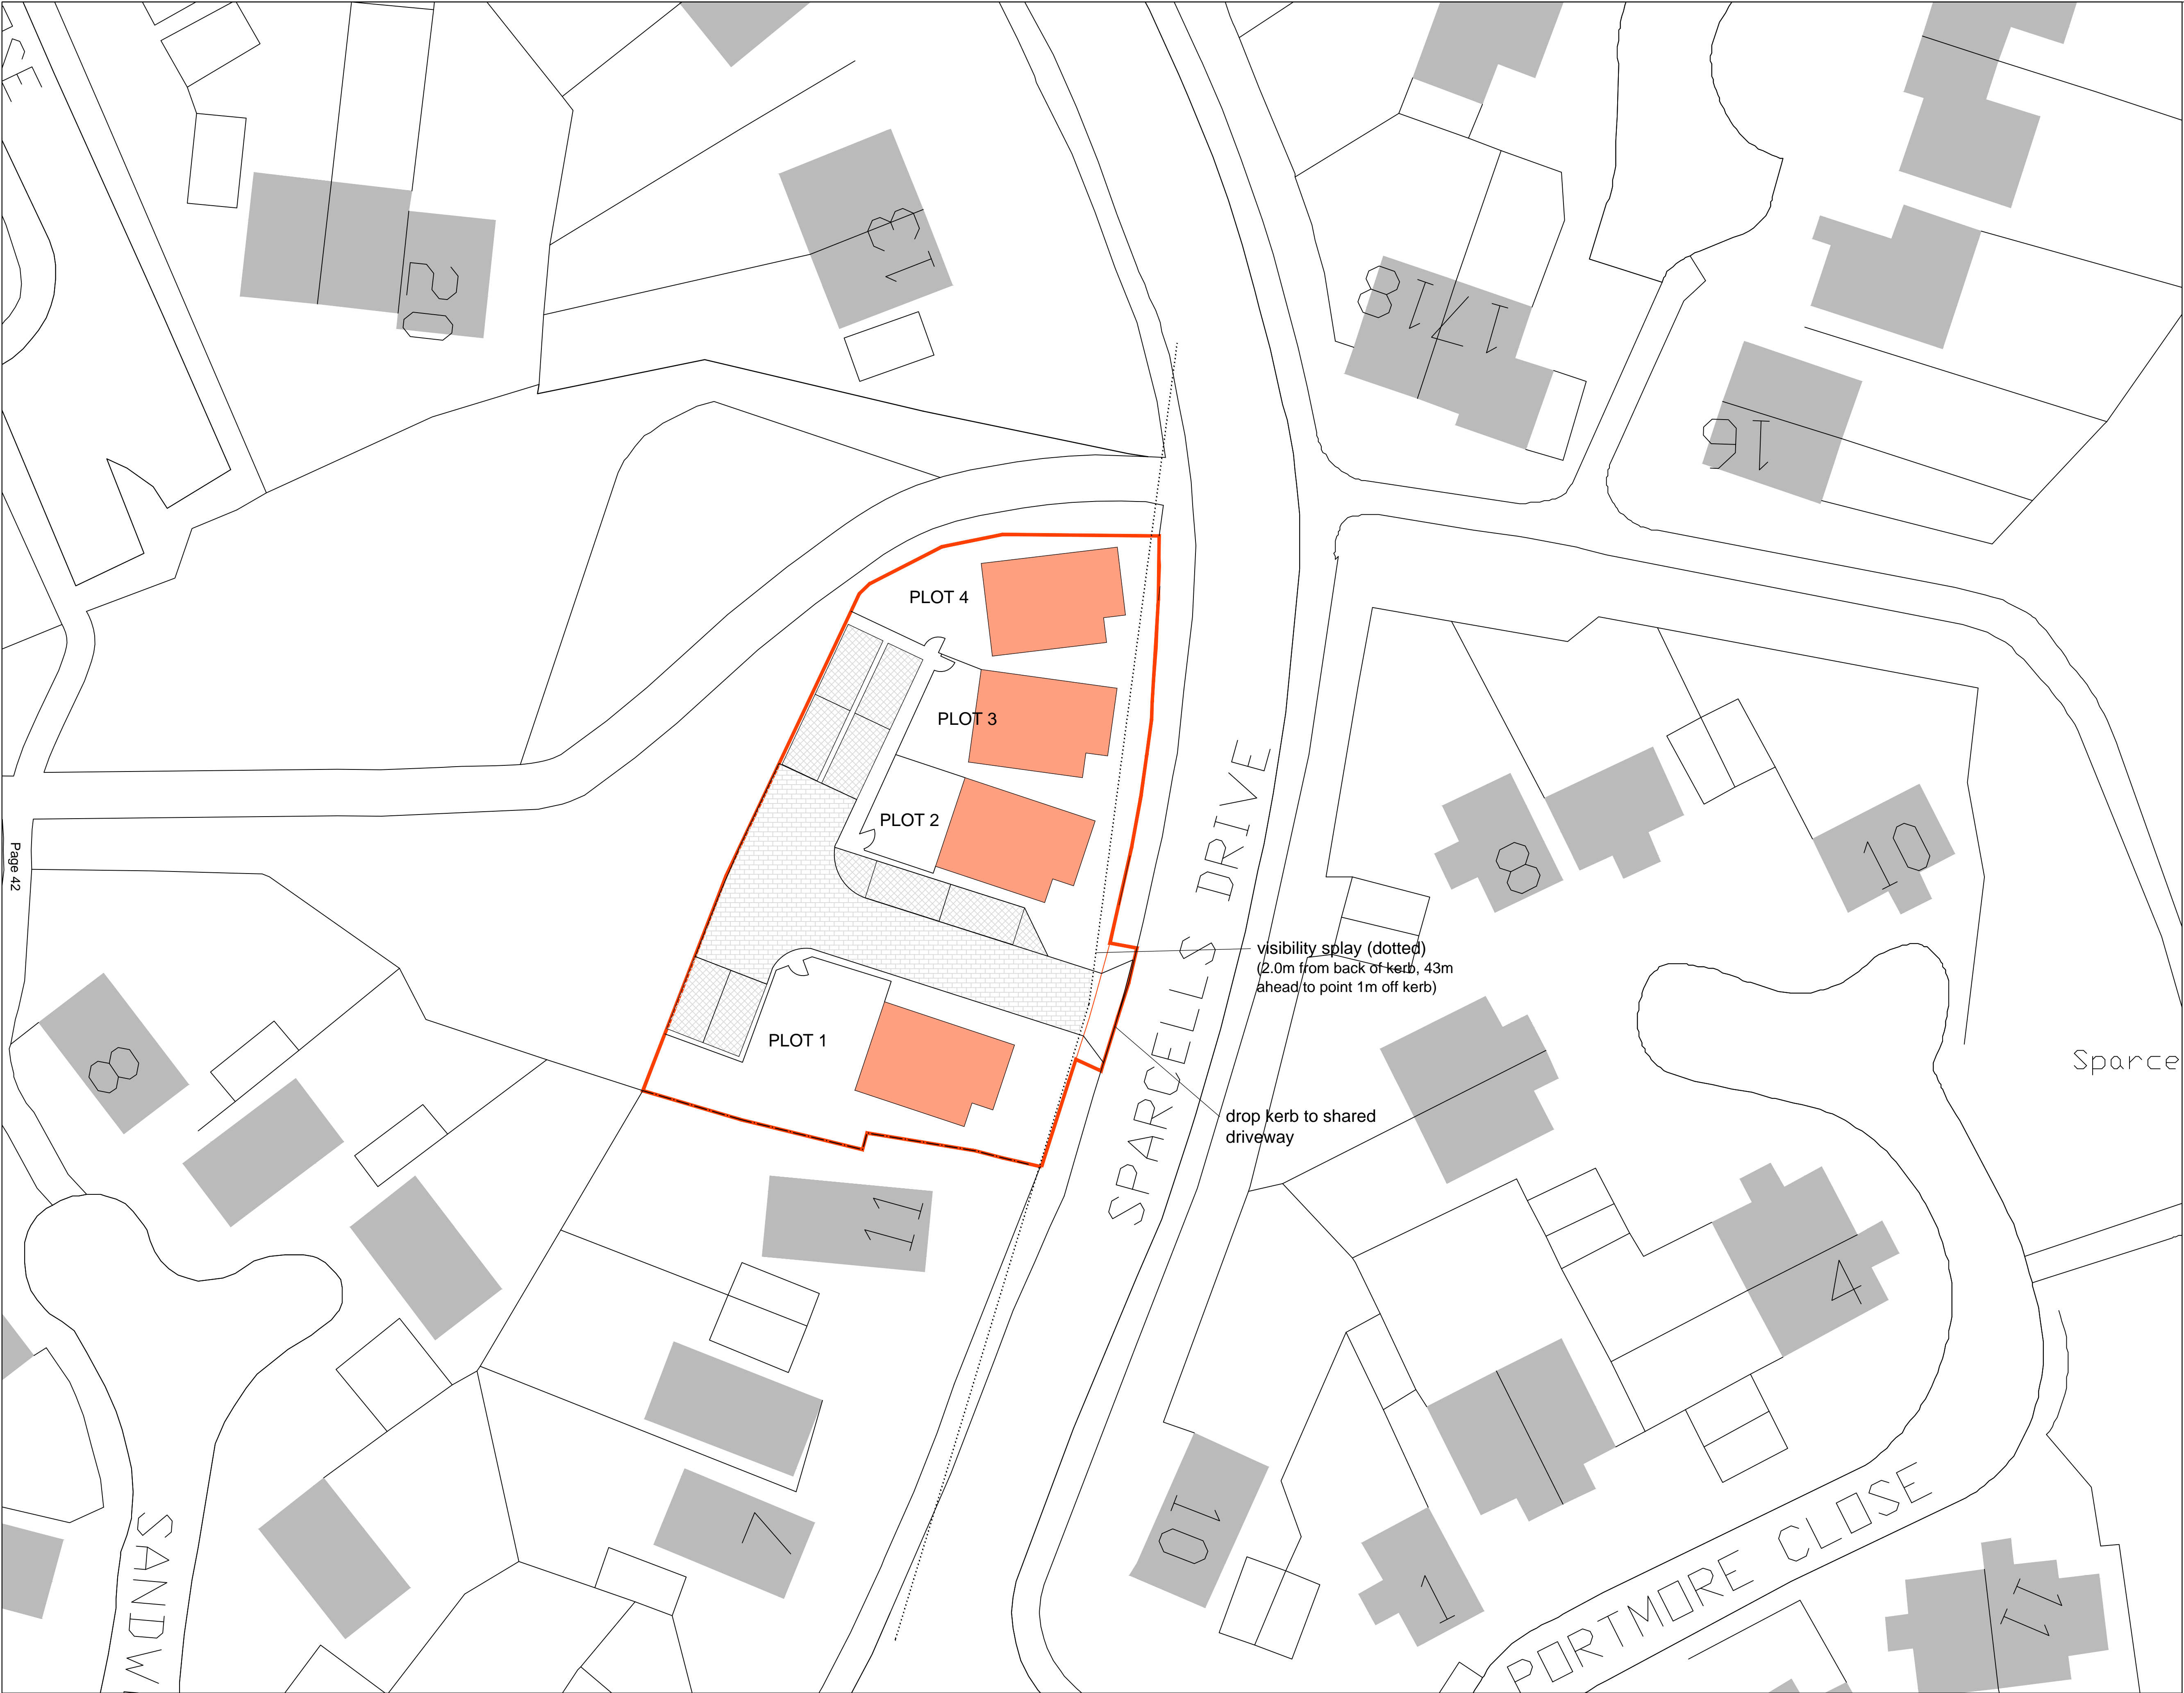 13
18
17
16
PLOT 4
PLOT 3
PLOT 2
PLOT 1
SPARCELLS DRIVE
visibility splay (dotted)
(2.0m from back of kerb, 43m
ahead to point 1m off kerb)
drop kerb to shared
driveway
8
10
Page 42
8
11
Sparce
4
7
10
1
PORTMORE CLOSE
11
SANDW